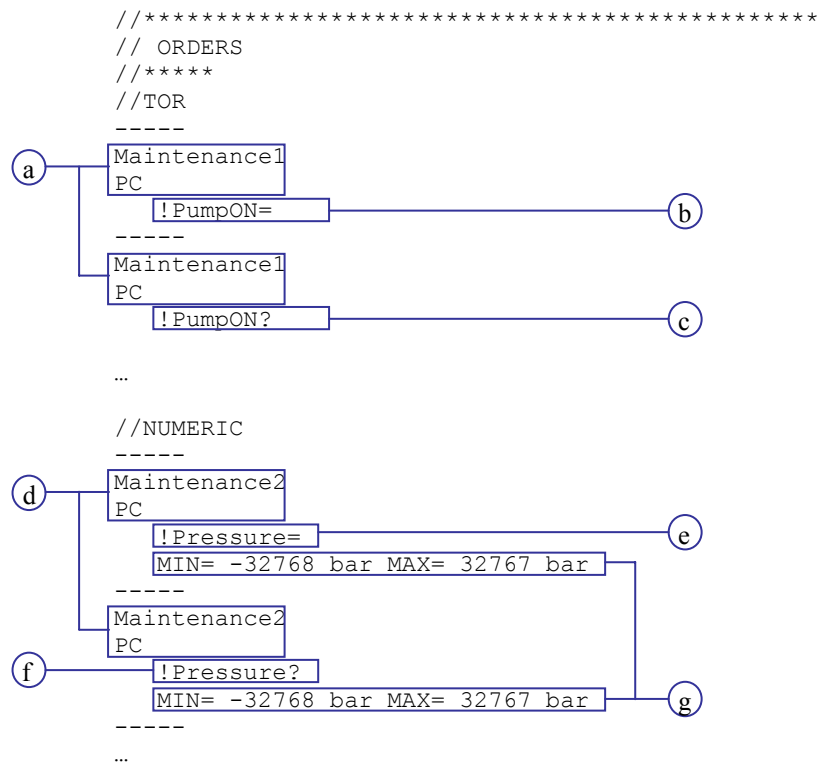 //***********************************************
// ORDERS
//*****
//TOR
-----
a
Maintenance1
PC
!PumpON=
b
-----
Maintenance1
PC
!PumpON?
c
…
//NUMERIC
-----
d
Maintenance2
PC
!Pressure=
e
MIN= -32768 bar MAX= 32767 bar
-----
Maintenance2
PC
f
!Pressure?
MIN= -32768 bar MAX= 32767 bar
g
-----
…